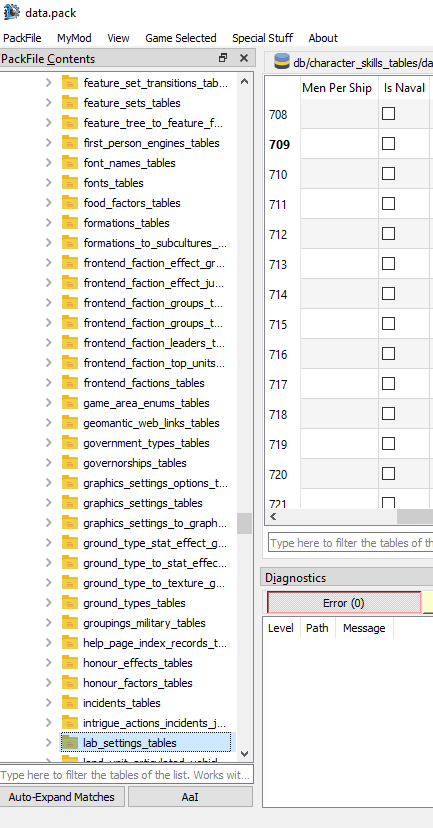 data.pack
PackFile MyMod View Game Selected Special Stuff About
PackFile Contents
feature_set_transitions_tab...
feature_sets_tables
feature_tree_to_feature_f...
first_person_engines_tables
font_names_tables
fonts_tables
food_factors_tables
formations_tables
formations_to_subcultures_...
frontend_faction_effect_gr...
frontend_faction_effect_ju...
frontend_faction_groups_t...
frontend_faction_groups_t...
frontend_faction_leaders_t...
frontend_faction_top_units...
frontend_factions_tables
game_area_enums_tables
geomantic_web_links_tables
government_types_tables
governorships_tables
graphics_settings_options_t...
graphics_settings_tables
graphics_settings_to_graph...
ground_type_stat_effect_g...
ground_type_to_stat_effec...
ground_type_to_texture_g...
ground_types_tables
groupings_military_tables
help_page_index_records_t...
honour_effects_tables
honour_factors_tables
incidents_tables
intrigue_actions_incidents_j...
lab_settings_tables
Type here to filter the tables of the list. Works wit...
Auto-Expand Matches AaI
db/character_skills_tables/da
Men Per Ship Is Naval
708
709
710
711
712
713
714
715
716
717
718
719
720
721
Type here to filter the tables of the
Diagnostics
Error (0)
Level Path Message